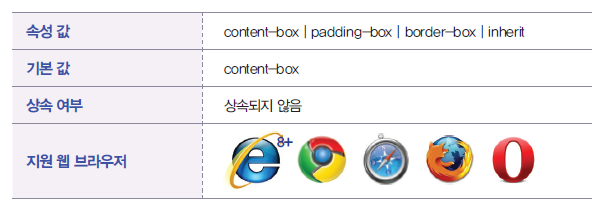 속성 값 content-box | padding-box | border-box | inherit
기본 값 content-box
상속 여부 상속되지 않음
지원 웹 브라우저 8+